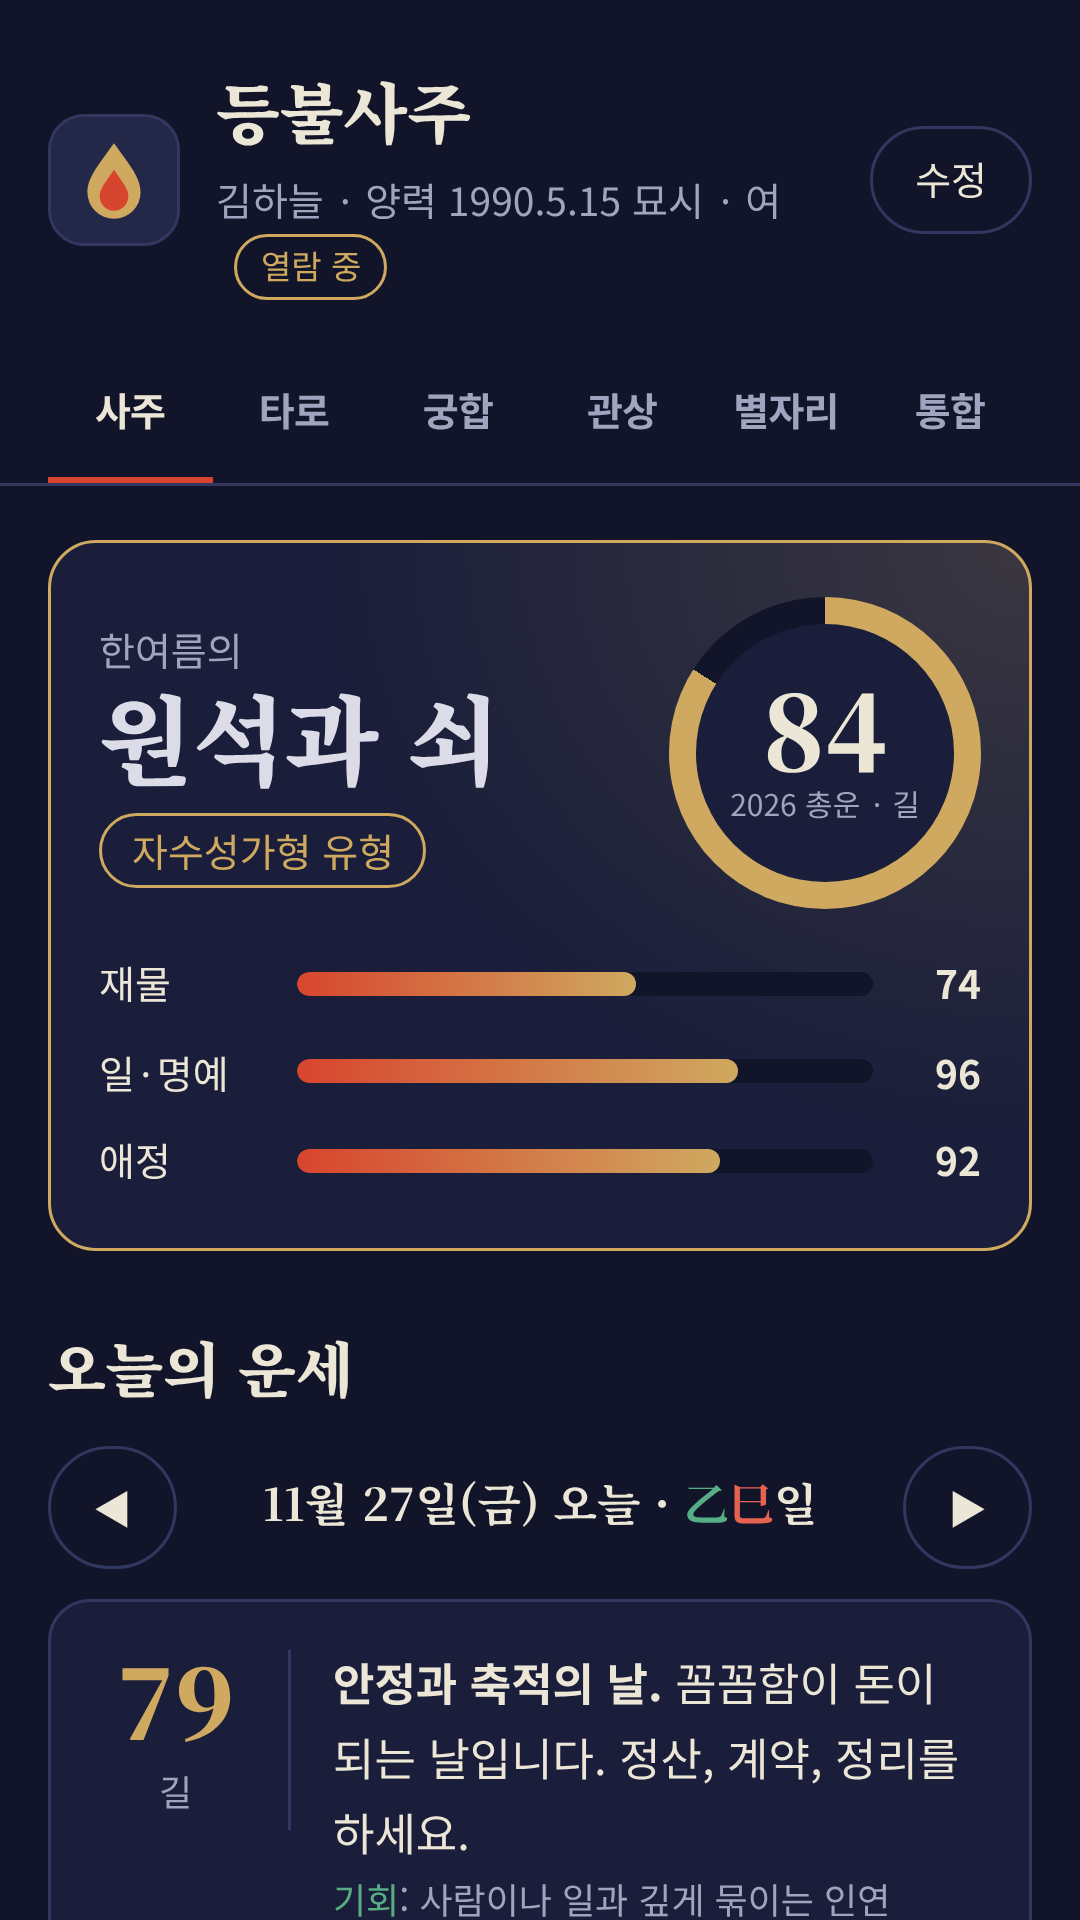 등불사주
김하늘 · 양력 1990.5.15 묘시 · 여
열람 중
수정
사주 타로 궁합 관상 별자리 통합
한여름의
원석과 쇠
자수성가형 유형
84
2026 총운 · 길
재물 74
일·명예 96
애정 92
오늘의 운세
◀ 11월 27일(금) 오늘 · 乙巳일 ▶
79
길
안정과 축적의 날. 꼼꼼함이 돈이
되는 날입니다. 정산, 계약, 정리를
하세요.
기회: 사람이나 일과 깊게 묶이는 인연